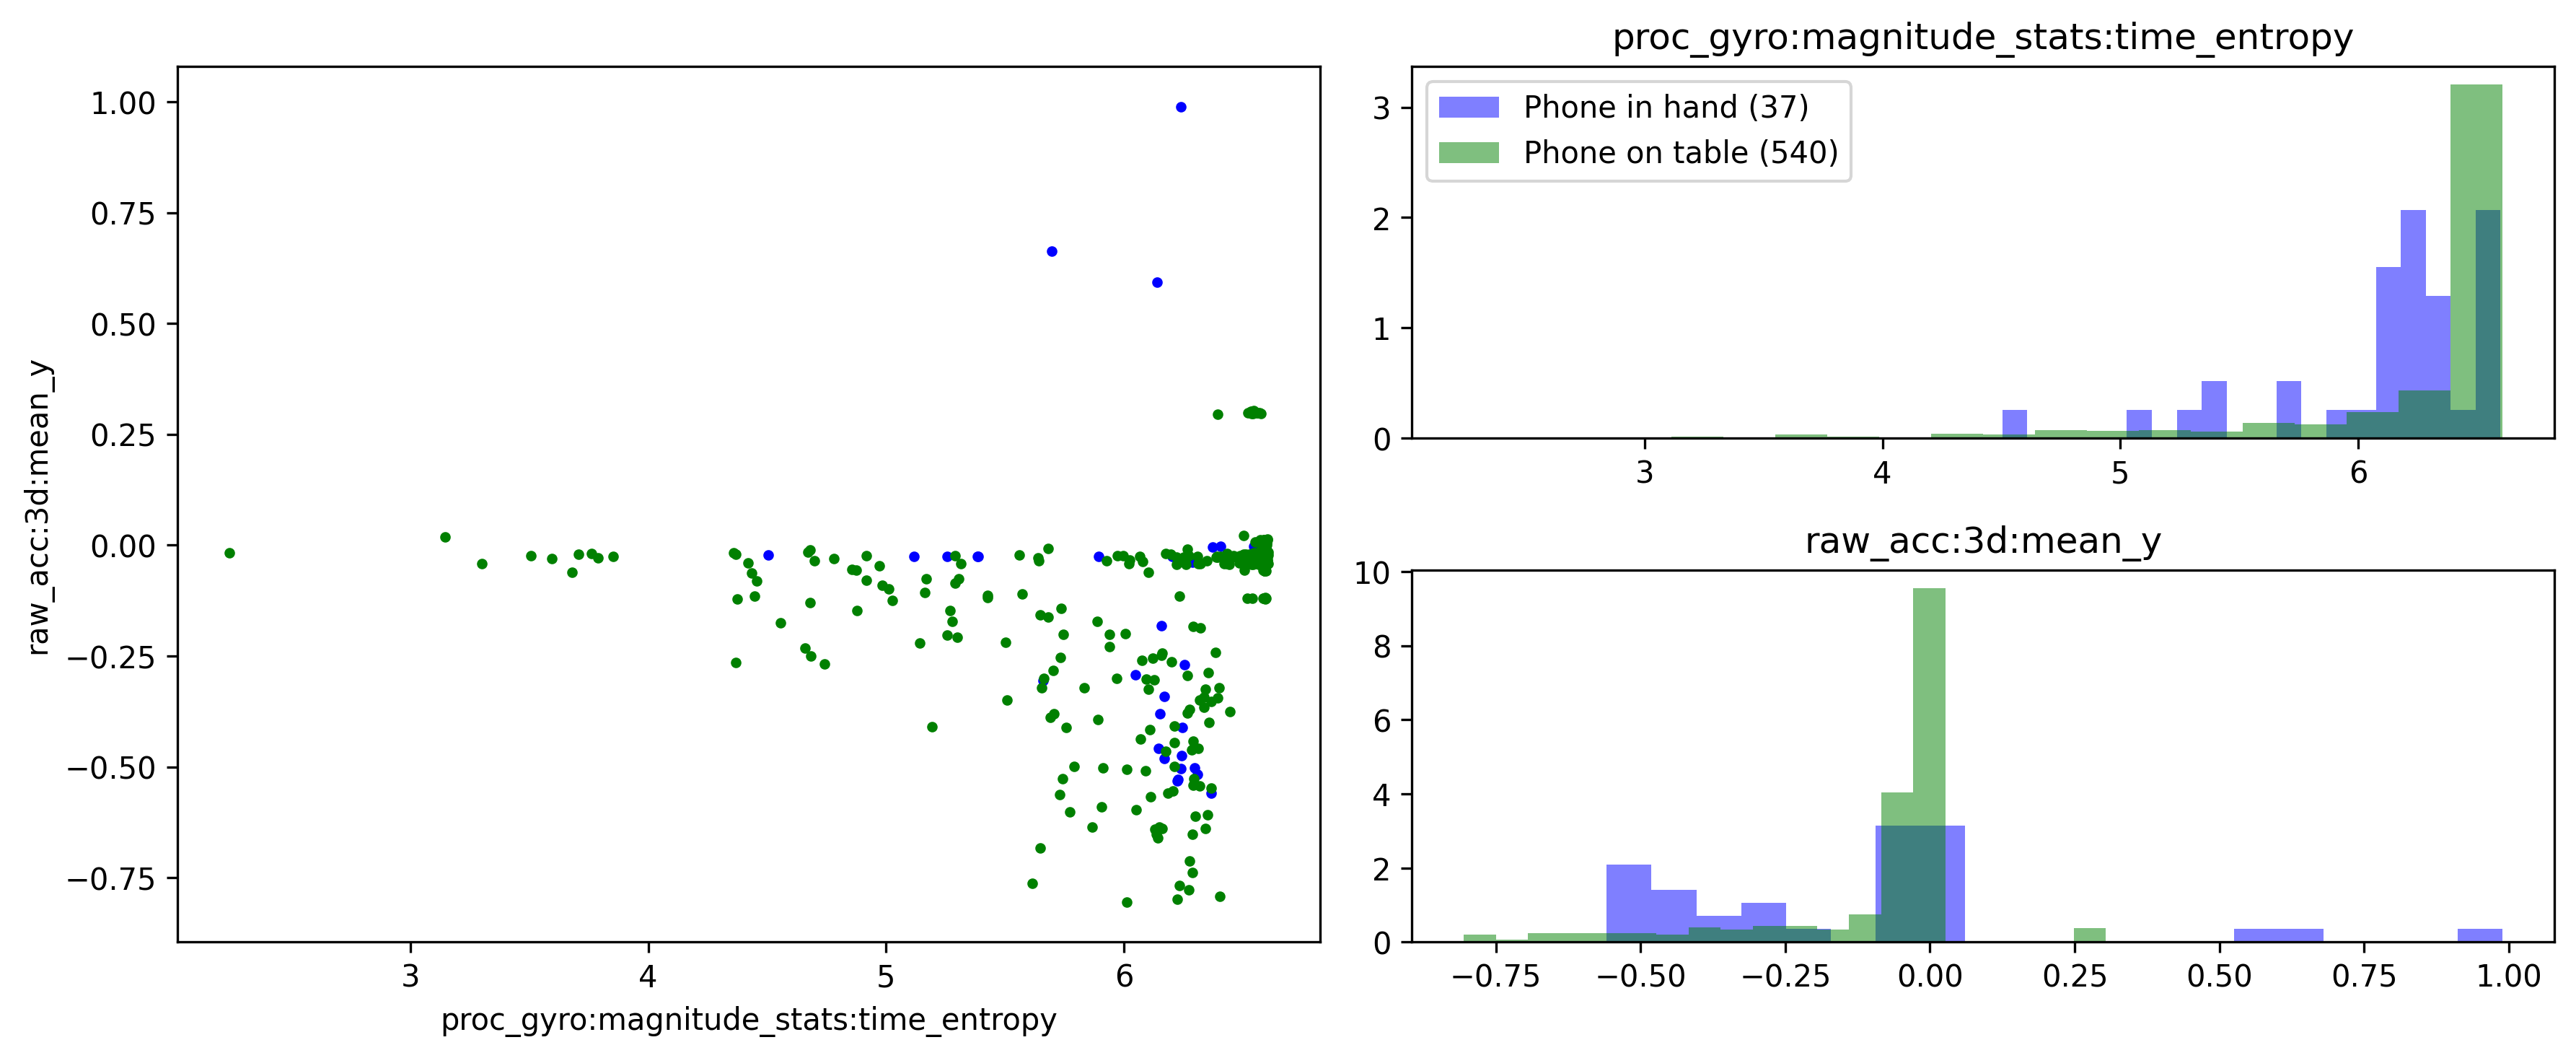 1.00
0.75
0.50
0.25
0.00
−0.25
−0.50
−0.75
raw_acc:3d:mean_y
3 4 5 6
proc_gyro:magnitude_stats:time_entropy
proc_gyro:magnitude_stats:time_entropy
Phone in hand (37)
Phone on table (540)
3
2
1
0
3 4 5 6
raw_acc:3d:mean_y
10
8
6
4
2
0
−0.75 −0.50 −0.25 0.00 0.25 0.50 0.75 1.00